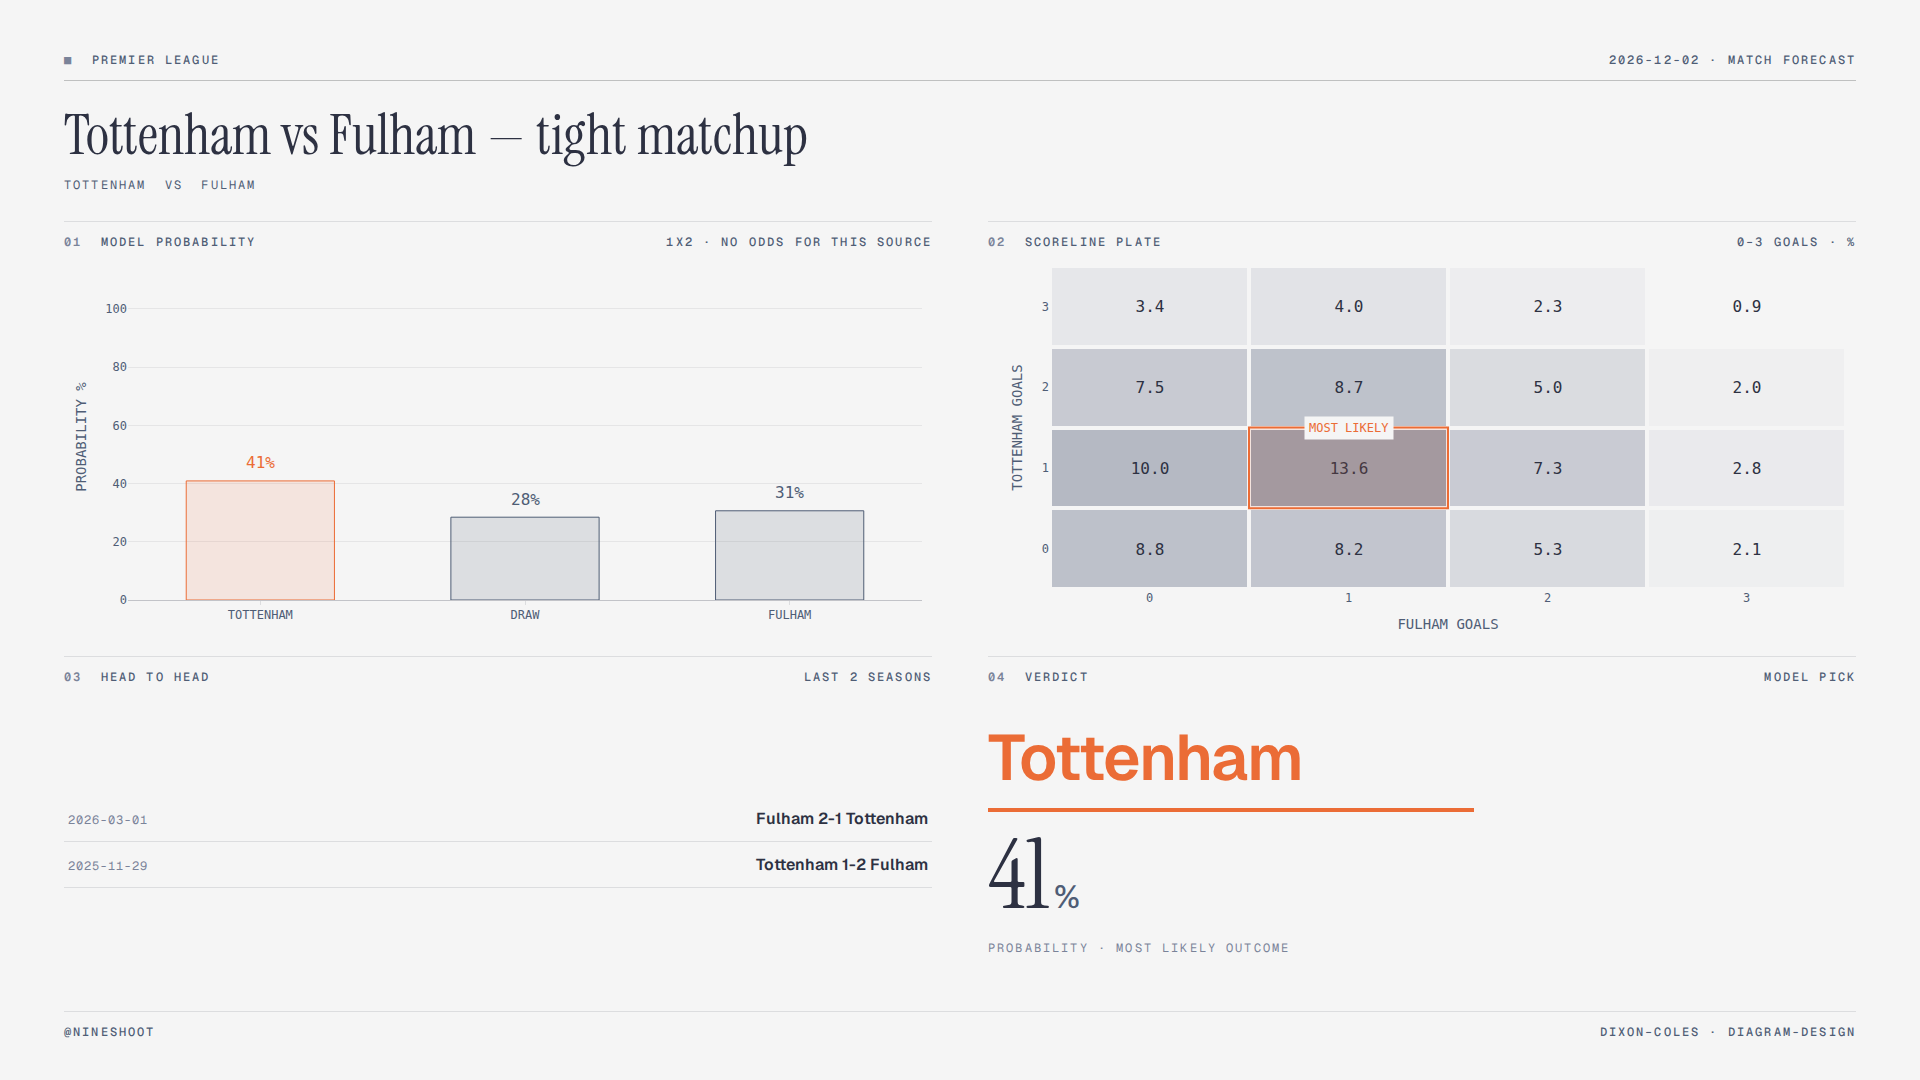 ■ PREMIER LEAGUE
2026-12-02 · MATCH FORECAST
Tottenham vs Fulham — tight matchup
TOTTENHAM VS FULHAM
01 MODEL PROBABILITY
1X2 · NO ODDS FOR THIS SOURCE
PROBABILITY %
100
80
60
40
20
0
41%
28%
31%
TOTTENHAM
DRAW
FULHAM
02 SCORELINE PLATE
0–3 GOALS · %
TOTTENHAM GOALS
3 3.4 4.0 2.3 0.9
2 7.5 8.7 5.0 2.0
MOST LIKELY
1 10.0 13.6 7.3 2.8
0 8.8 8.2 5.3 2.1
0 1 2 3
FULHAM GOALS
03 HEAD TO HEAD
LAST 2 SEASONS
2026-03-01 Fulham 2-1 Tottenham
2025-11-29 Tottenham 1-2 Fulham
04 VERDICT
MODEL PICK
Tottenham
41%
PROBABILITY · MOST LIKELY OUTCOME
@NINESHOOT
DIXON-COLES · DIAGRAM-DESIGN